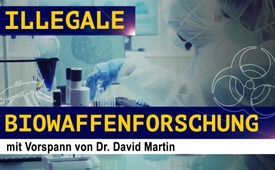 ILLEGALE
BIOWAFFENFORSCHUNG
mit Vorspann von Dr. David Martin